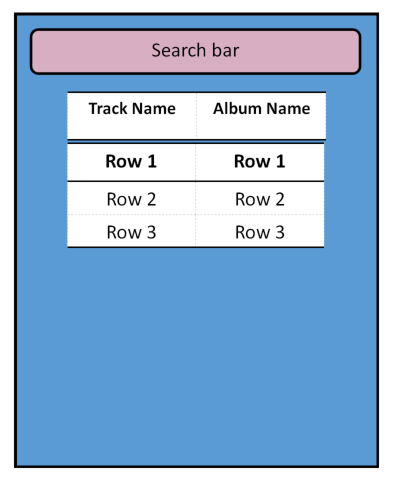 Search bar
Track Name Album Name
Row 1 Row 1
Row 2 Row 2
Row 3 Row 3